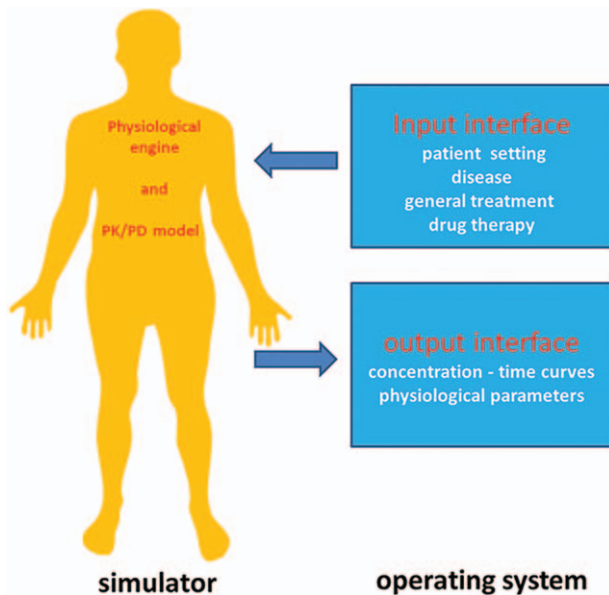 Physiological
engine
and
PK/PD model
Input interface
patient setting
disease
general treatment
drug therapy
output interface
concentration - time curves
physiological parameters
simulator
operating system